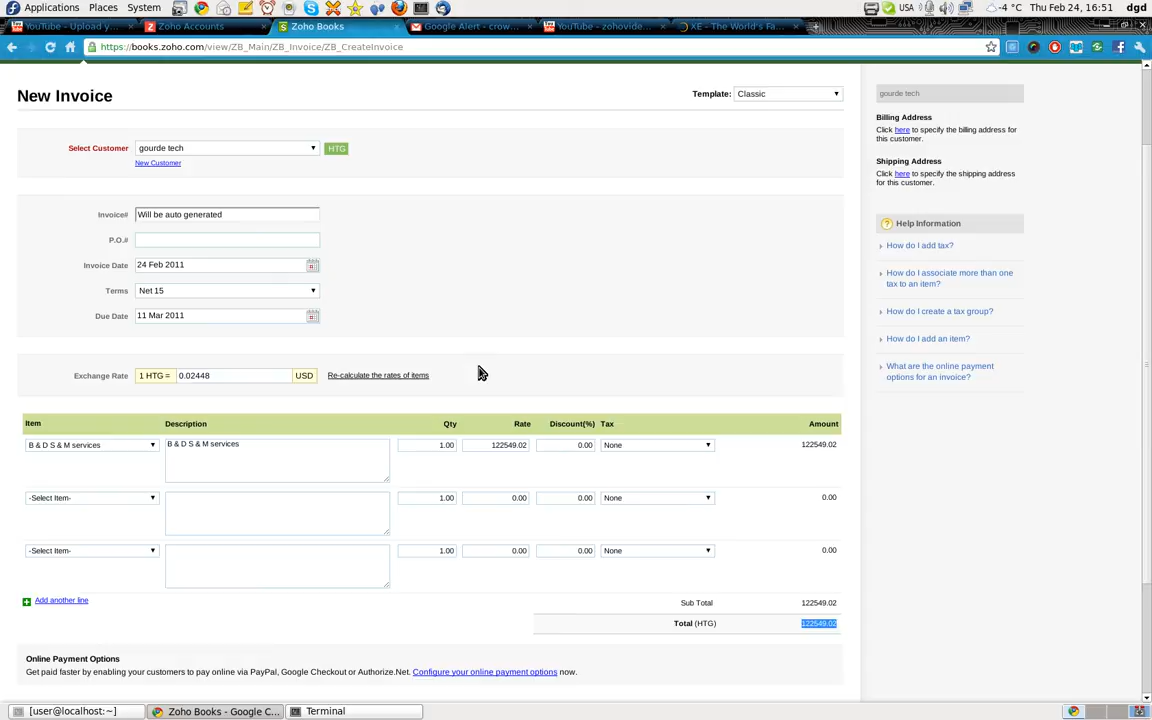 Applications Places System USA -4 °C Thu Feb 24, 16:51 dgd
YouTube - Upload y... Zoho Accounts Zoho Books Google Alert - crow... YouTube - zohovide... XE - The World's Fa...
https://books.zoho.com/view/ZB_Main/ZB_Invoice/ZB_CreateInvoice
New Invoice
Template: Classic
Select Customer gourde tech HTG
New Customer
Invoice# Will be auto generated
P.O.#
Invoice Date 24 Feb 2011
Terms Net 15
Due Date 11 Mar 2011
Exchange Rate 1 HTG = 0.02448 USD Re-calculate the rates of items
Item Description Qty Rate Discount(%) Tax Amount
B & D S & M services B & D S & M services 1.00 122549.02 0.00 None 122549.02
-Select Item- 1.00 0.00 0.00 None 0.00
-Select Item- 1.00 0.00 0.00 None 0.00
Add another line
Sub Total 122549.02
Total (HTG) 122549.02
Online Payment Options
Get paid faster by enabling your customers to pay online via PayPal, Google Checkout or Authorize.Net. Configure your online payment options now.
gourde tech
Billing Address
Click here to specify the billing address for
this customer.
Shipping Address
Click here to specify the shipping address
for this customer.
Help Information
How do I add tax?
How do I associate more than one
tax to an item?
How do I create a tax group?
How do I add an item?
What are the online payment
options for an invoice?
[user@localhost:~] Zoho Books - Google C... Terminal